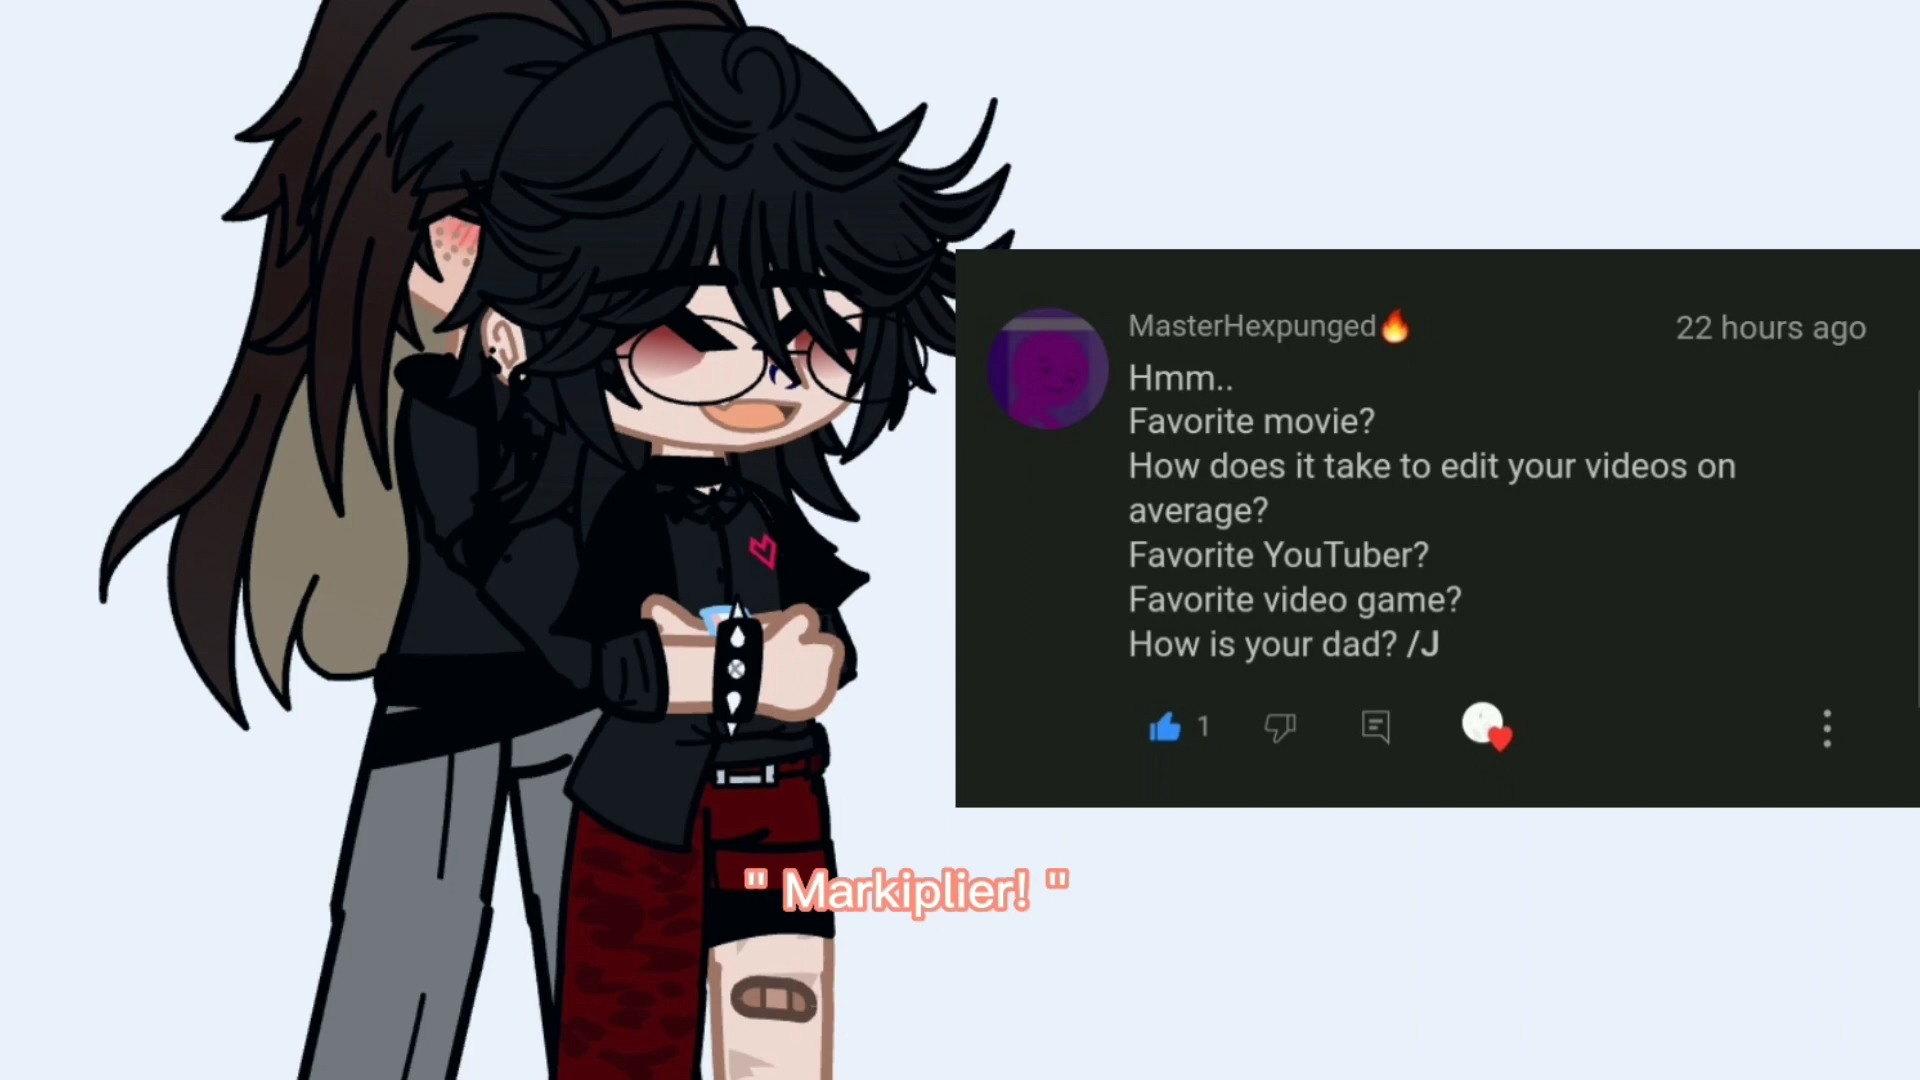 MasterHexpunged🔥
22 hours ago
Hmm..
Favorite movie?
How does it take to edit your videos on
average?
Favorite YouTuber?
Favorite video game?
How is your dad? /J
1
" Markiplier! "